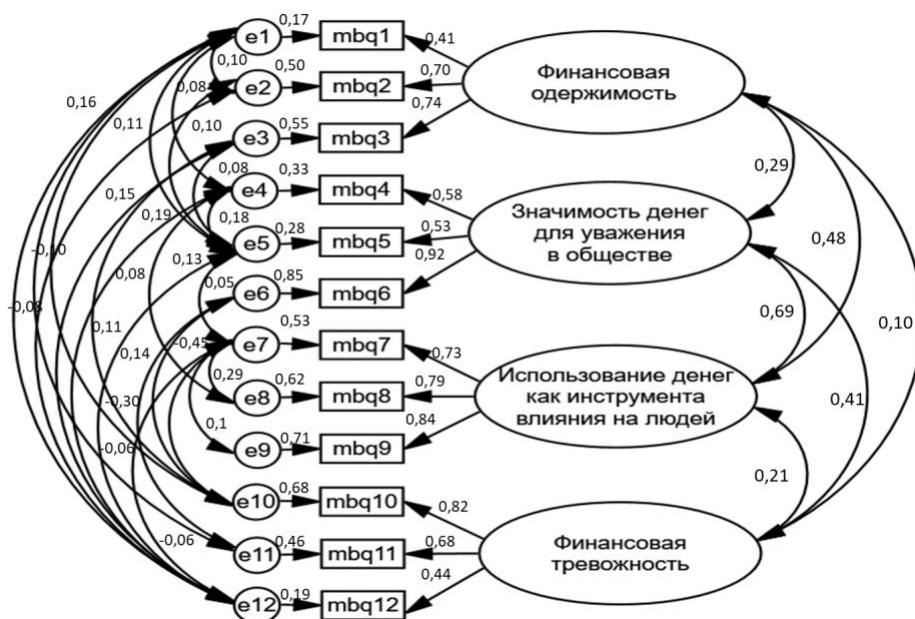 e1 0,17 mbq1 0,41
e2 0,50 mbq2 0,70
e3 0,55 mbq3 0,74
e4 0,33 mbq4 0,58
e5 0,28 mbq5 0,53
e6 0,85 mbq6 0,92
e7 0,53 mbq7 0,73
e8 0,62 mbq8 0,79
e9 0,71 mbq9 0,84
e10 0,68 mbq10 0,82
e11 0,46 mbq11 0,68
e12 0,19 mbq12 0,44
Финансовая
одержимость
Значимость денег
для уважения
в обществе
Использование денег
как инструмента
влияния на людей
Финансовая
тревожность
0,29
0,48
0,69
0,10
0,41
0,21
0,10
0,16
0,08
0,11
0,10
0,08
0,15
0,19
0,18
-0,10
0,13
0,08
0,05
-0,08
0,11
-0,45
0,14
0,29
-0,30
0,1
-0,06
-0,06